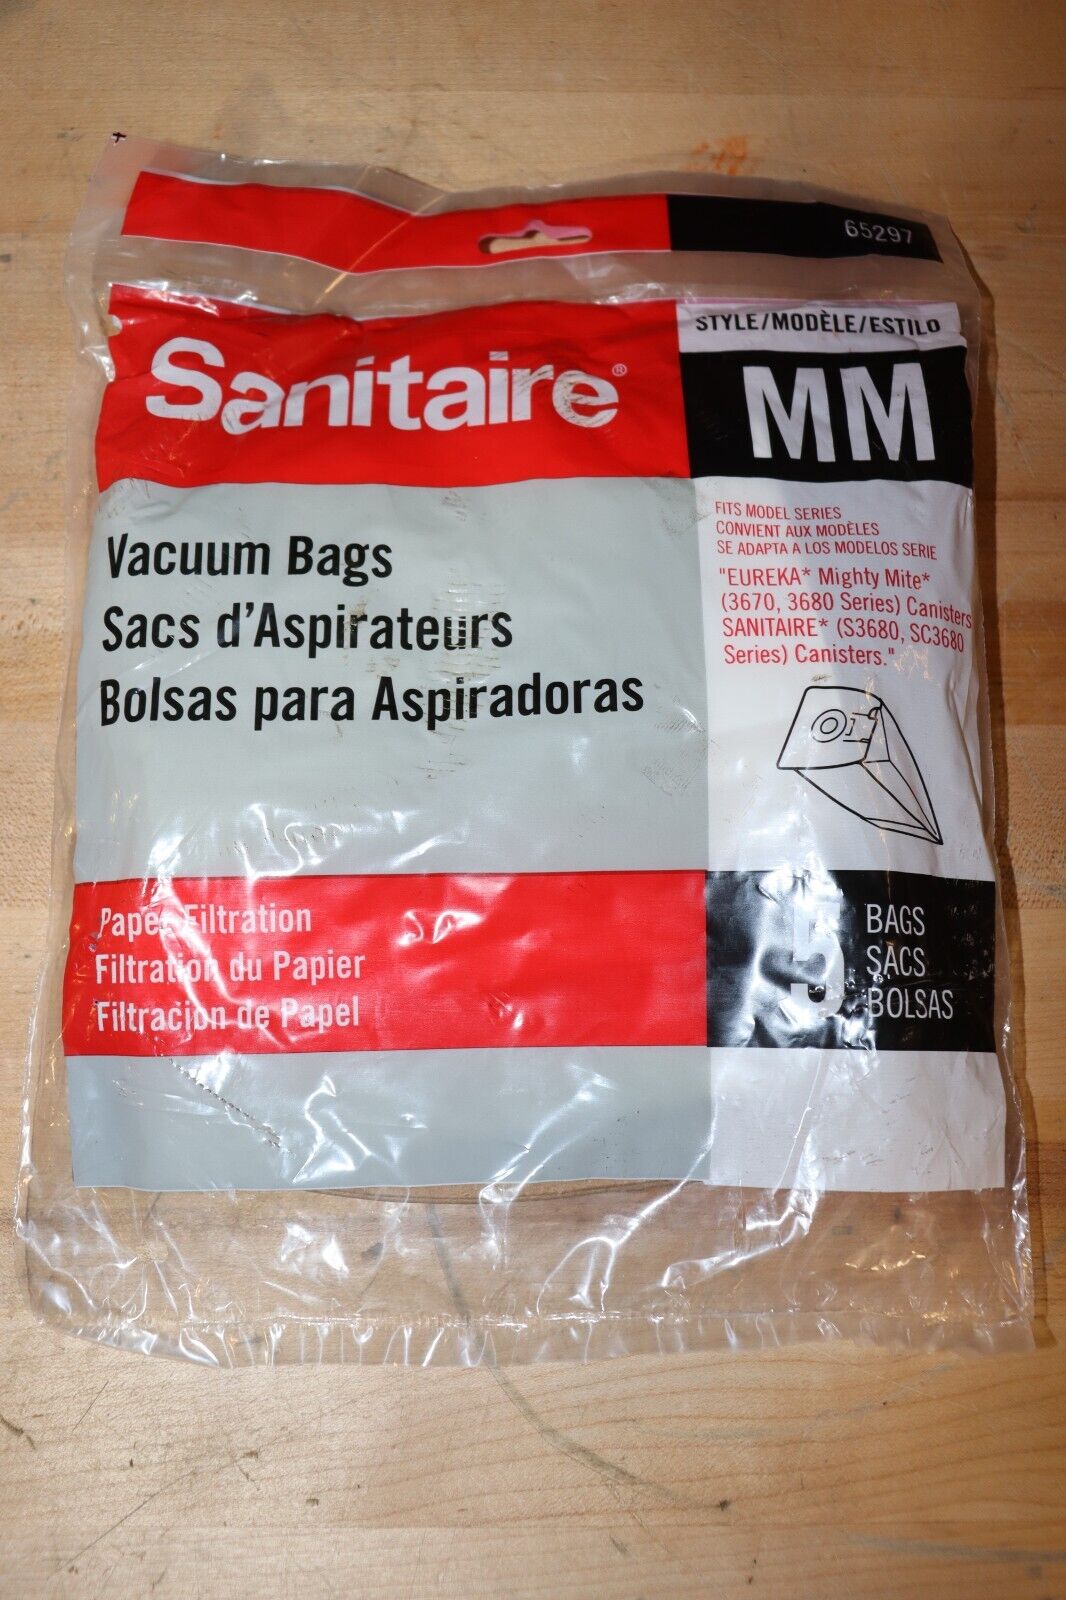 65297
Sanitaire®
STYLE/MODÈLE/ESTILO
MM
FITS MODEL SERIES
CONVIENT AUX MODÈLES
SE ADAPTA A LOS MODELOS SERIE
"EUREKA* Mighty Mite*
(3670, 3680 Series) Canisters
SANITAIRE* (S3680, SC3680
Series) Canisters."
Vacuum Bags
Sacs d'Aspirateurs
Bolsas para Aspiradoras
Paper Filtration
Filtration du Papier
Filtracion de Papel
5
BAGS
SACS
BOLSAS